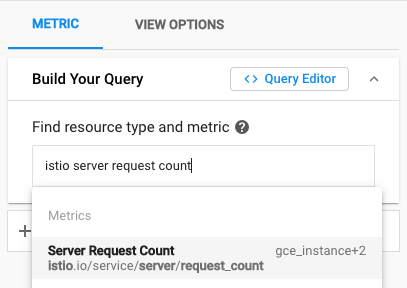 METRIC
VIEW OPTIONS
Build Your Query
<> Query Editor
Find resource type and metric ?
istio server request count
Metrics
Server Request Count
gce_instance+2
istio.io/service/server/request_count